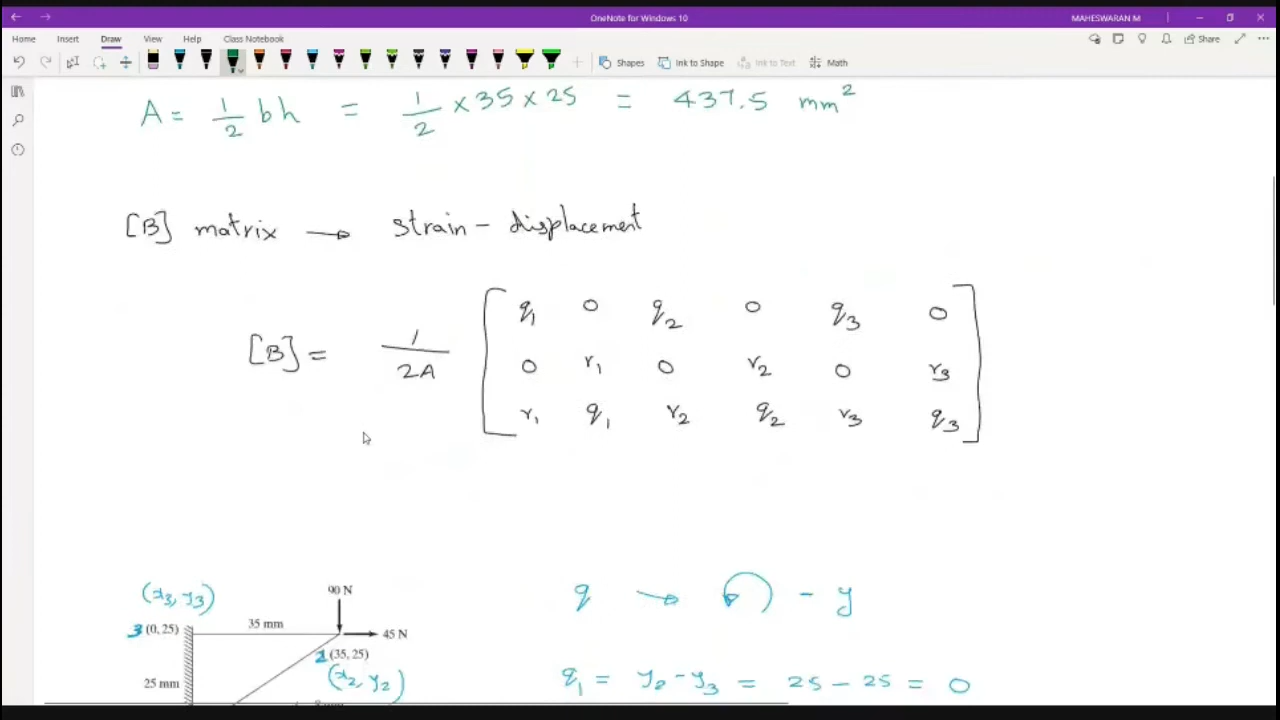 OneNote for Windows 10
MAHESWARAN M
Home Insert Draw View Help Class Notebook
Share
Shapes Ink to Shape Ink to Text Math
A = 1/2 bh = 1/2 × 35 × 25 = 437.5 mm²
[B] matrix → strain - displacement
[B] = 1/2A [ q₁ 0 q₂ 0 q₃ 0
0 r₁ 0 r₂ 0 r₃
r₁ q₁ r₂ q₂ r₃ q₃ ]
(x₃, y₃)
90 N
q → - y
3 (0, 25)
35 mm
45 N
2 (35, 25)
(x₂, y₂)
25 mm
q₁ = y₂ - y₃ = 25 - 25 = 0